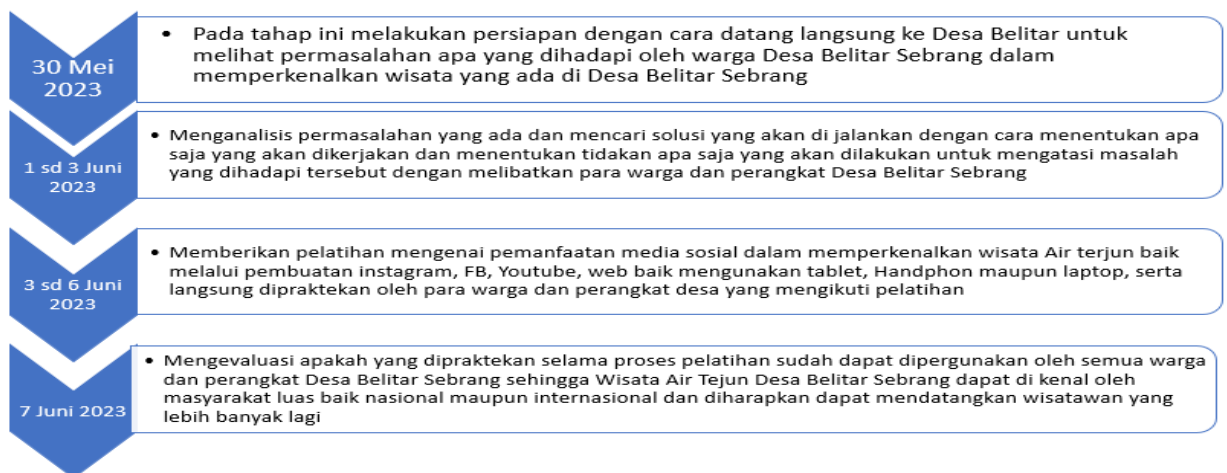 30 Mei
2023
• Pada tahap ini melakukan persiapan dengan cara datang langsung ke Desa Belitar untuk
melihat permasalahan apa yang dihadapi oleh warga Desa Belitar Sebrang dalam
memperkenalkan wisata yang ada di Desa Belitar Sebrang
1 sd 3 Juni
2023
• Menganalisis permasalahan yang ada dan mencari solusi yang akan di jalankan dengan cara menentukan apa
saja yang akan dikerjakan dan menentukan tidakan apa saja yang akan dilakukan untuk mengatasi masalah
yang dihadapi tersebut dengan melibatkan para warga dan perangkat Desa Belitar Sebrang
3 sd 6 Juni
2023
• Memberikan pelatihan mengenai pemanfaatan media sosial dalam memperkenalkan wisata Air terjun baik
melalui pembuatan instagram, FB, Youtube, web baik mengunakan tablet, Handphon maupun laptop, serta
langsung dipraktekan oleh para warga dan perangkat desa yang mengikuti pelatihan
7 Juni 2023
• Mengevaluasi apakah yang dipraktekan selama proses pelatihan sudah dapat dipergunakan oleh semua warga
dan perangkat Desa Belitar Sebrang sehingga Wisata Air Tejun Desa Belitar Sebrang dapat di kenal oleh
masyarakat luas baik nasional maupun internasional dan diharapkan dapat mendatangkan wisatawan yang
lebih banyak lagi